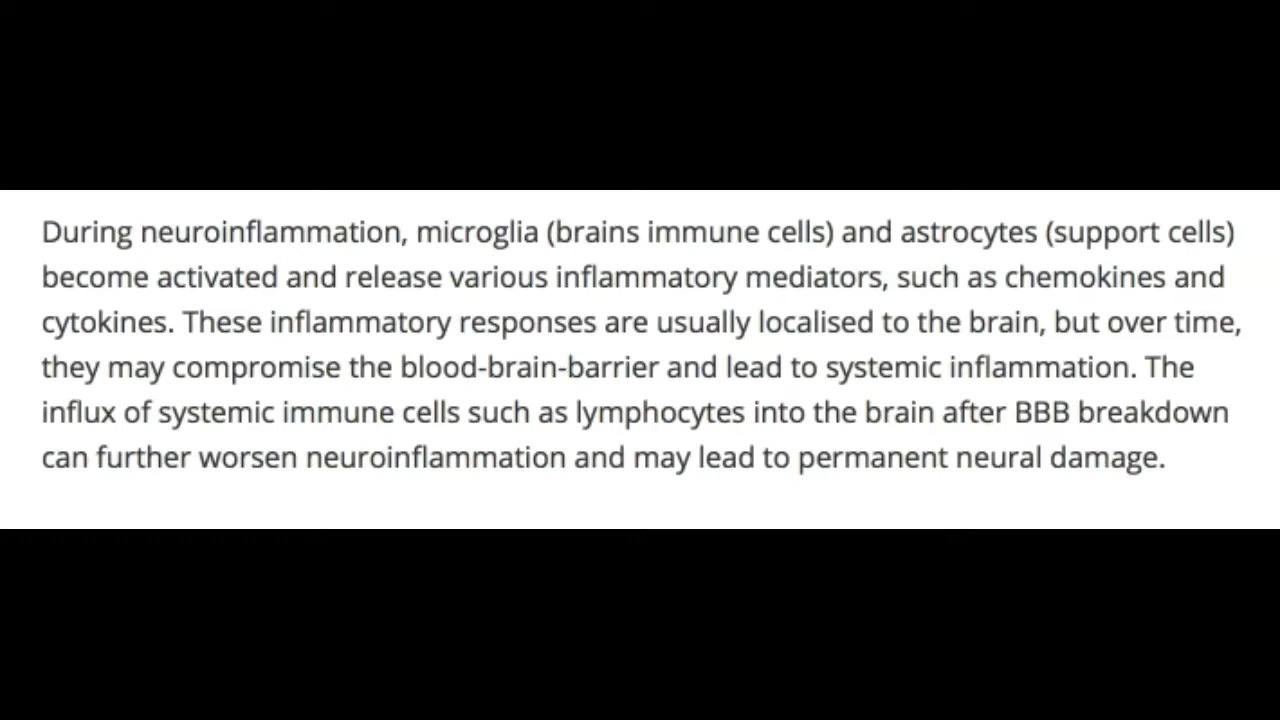 During neuroinflammation, microglia (brains immune cells) and astrocytes (support cells)
become activated and release various inflammatory mediators, such as chemokines and
cytokines. These inflammatory responses are usually localised to the brain, but over time,
they may compromise the blood-brain-barrier and lead to systemic inflammation. The
influx of systemic immune cells such as lymphocytes into the brain after BBB breakdown
can further worsen neuroinflammation and may lead to permanent neural damage.